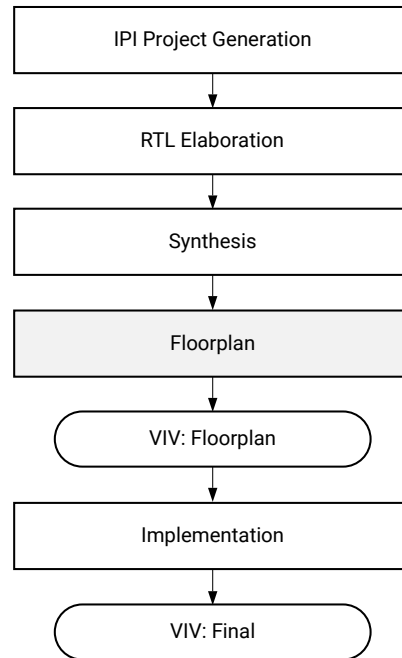 IPI Project Generation
RTL Elaboration
Synthesis
Floorplan
VIV: Floorplan
Implementation
VIV: Final